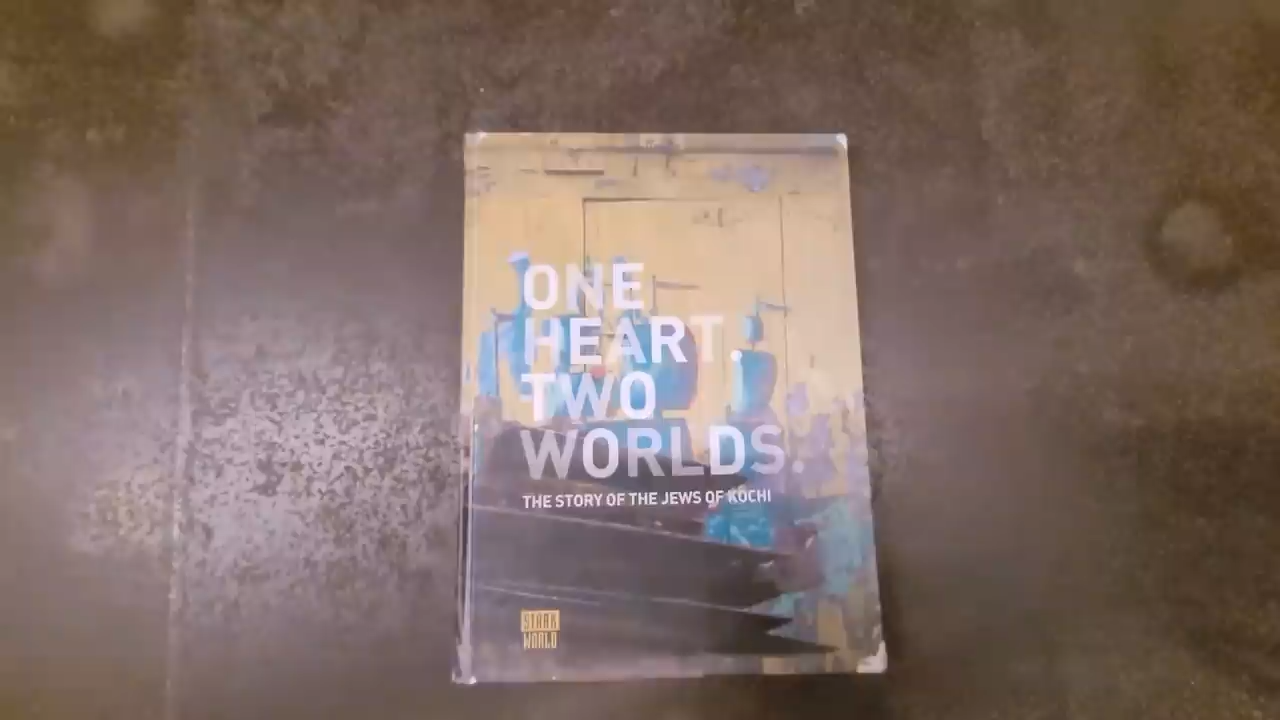 ONE
HEART.
TWO
WORLDS.
THE STORY OF THE JEWS OF KOCHI
STARK
WORLD